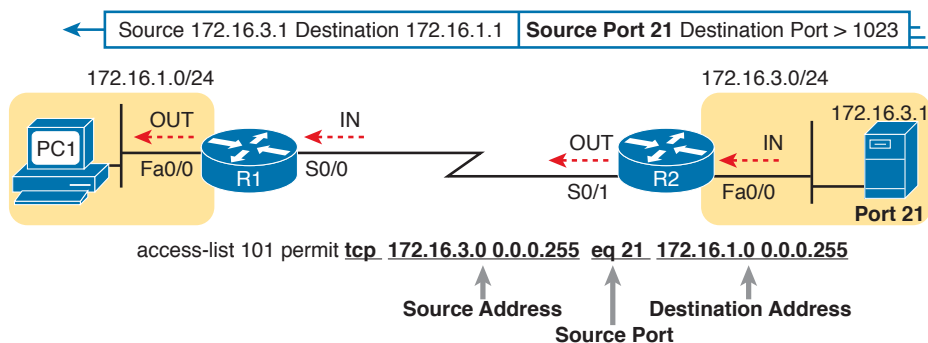 Source 172.16.3.1 Destination 172.16.1.1 Source Port 21 Destination Port > 1023
172.16.1.0/24
172.16.3.0/24
172.16.3.1
OUT
IN
OUT
IN
PC1
R1
R2
Fa0/0
S0/0
S0/1
Fa0/0
Port 21
access-list 101 permit tcp 172.16.3.0 0.0.0.255 eq 21 172.16.1.0 0.0.0.255
Source Address
Destination Address
Source Port